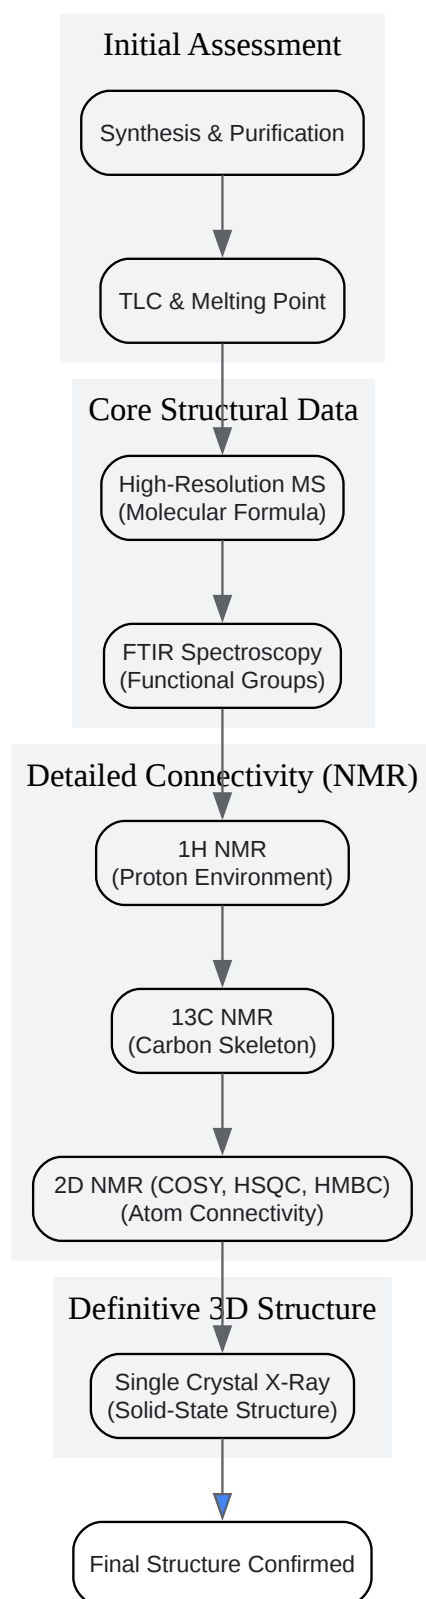 Initial Assessment
Synthesis & Purification
TLC & Melting Point
Core Structural Data
High-Resolution MS
(Molecular Formula)
FTIR Spectroscopy
(Functional Groups)
Detailed Connectivity (NMR)
1H NMR
(Proton Environment)
13C NMR
(Carbon Skeleton)
2D NMR (COSY, HSQC, HMBC)
(Atom Connectivity)
Definitive 3D Structure
Single Crystal X-Ray
(Solid-State Structure)
Final Structure Confirmed